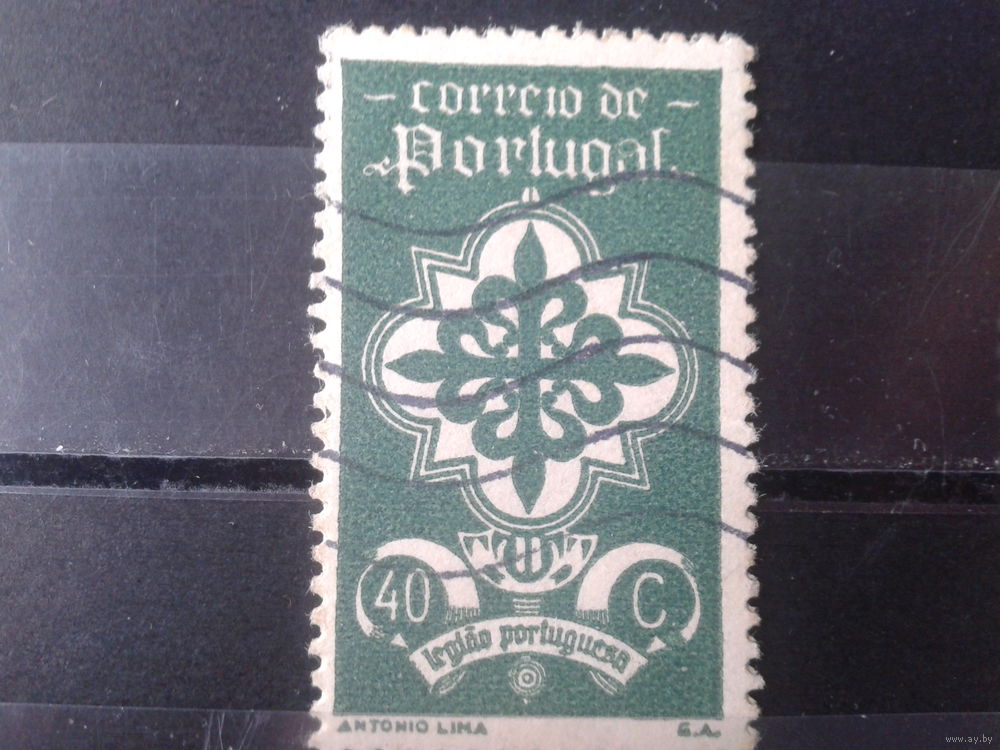 - correio de -
Portugal
40 C.
legião portuguesa
ANTONIO LIMA G.A.
www.ay.by